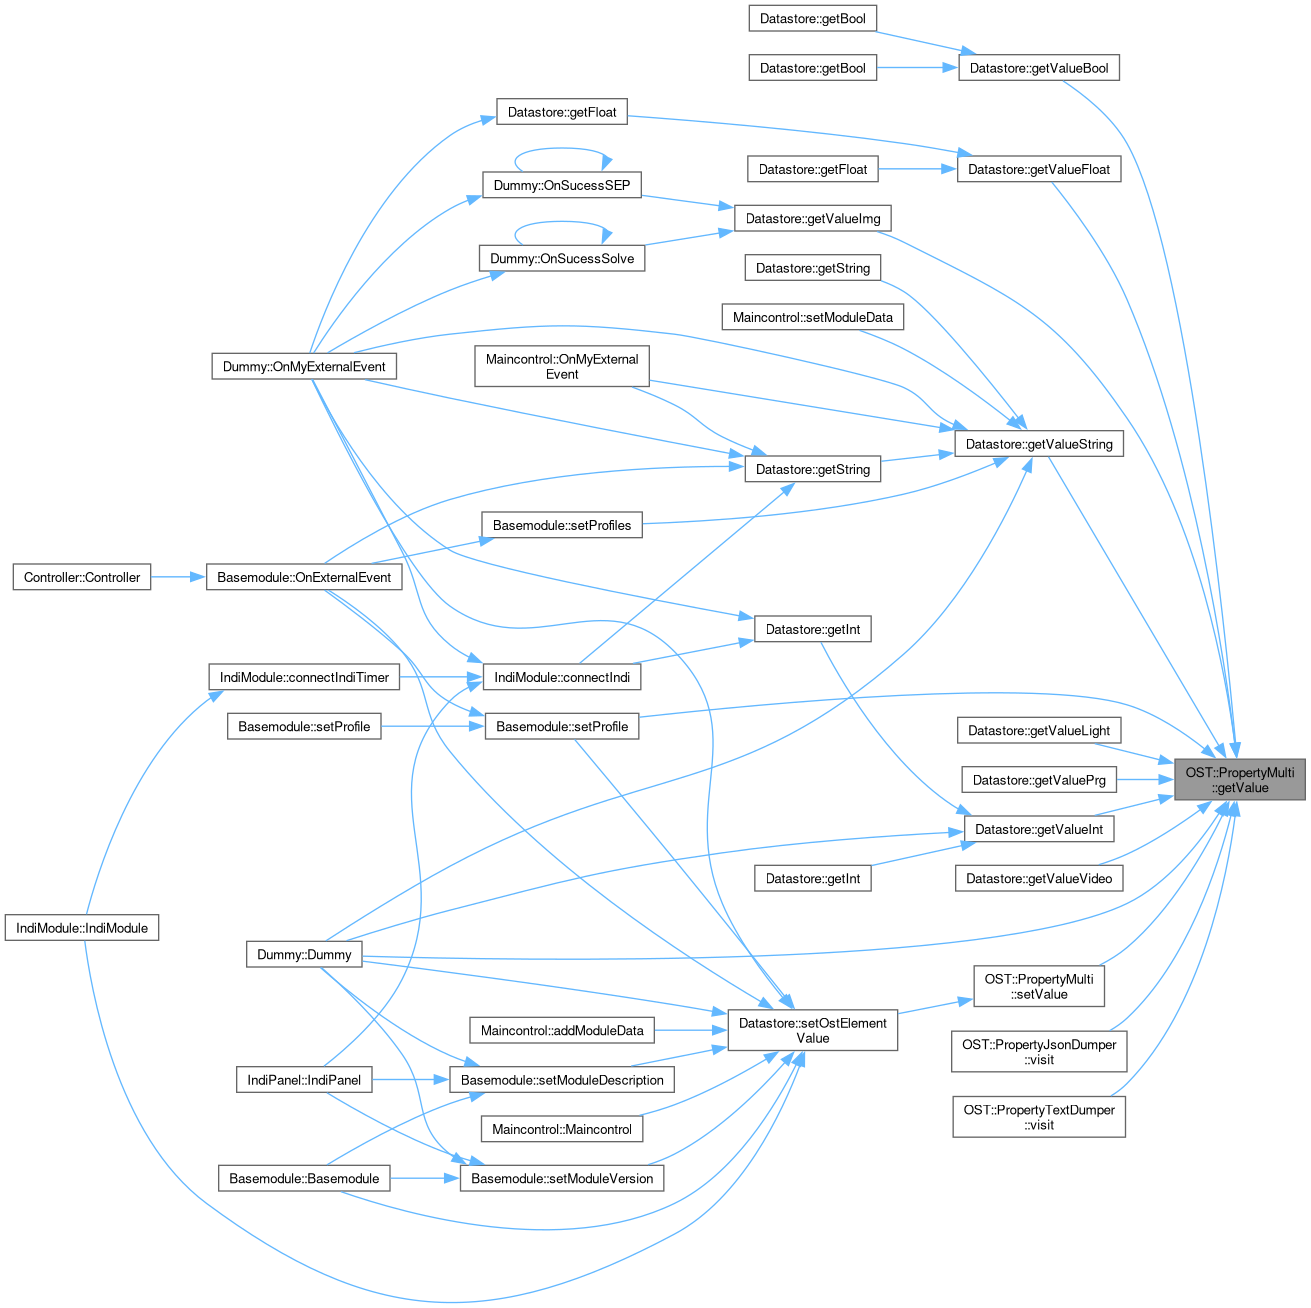 Datastore::getBool
Datastore::getBool
Datastore::getValueBool
Datastore::getFloat
Datastore::getFloat
Datastore::getValueFloat
Dummy::OnSucessSEP
Datastore::getValueImg
Dummy::OnSucessSolve
Datastore::getString
Maincontrol::setModuleData
Dummy::OnMyExternalEvent
Maincontrol::OnMyExternal
Event
Datastore::getValueString
Datastore::getString
Basemodule::setProfiles
Controller::Controller
Basemodule::OnExternalEvent
Datastore::getInt
IndiModule::connectIndiTimer
IndiModule::connectIndi
Basemodule::setProfile
Basemodule::setProfile
Datastore::getValueLight
OST::PropertyMulti
::getValue
Datastore::getValuePrg
Datastore::getValueInt
Datastore::getInt
Datastore::getValueVideo
IndiModule::IndiModule
Dummy::Dummy
OST::PropertyMulti
::setValue
Maincontrol::addModuleData
Datastore::setOstElement
Value
OST::PropertyJsonDumper
::visit
IndiPanel::IndiPanel
Basemodule::setModuleDescription
OST::PropertyTextDumper
::visit
Maincontrol::Maincontrol
Basemodule::Basemodule
Basemodule::setModuleVersion